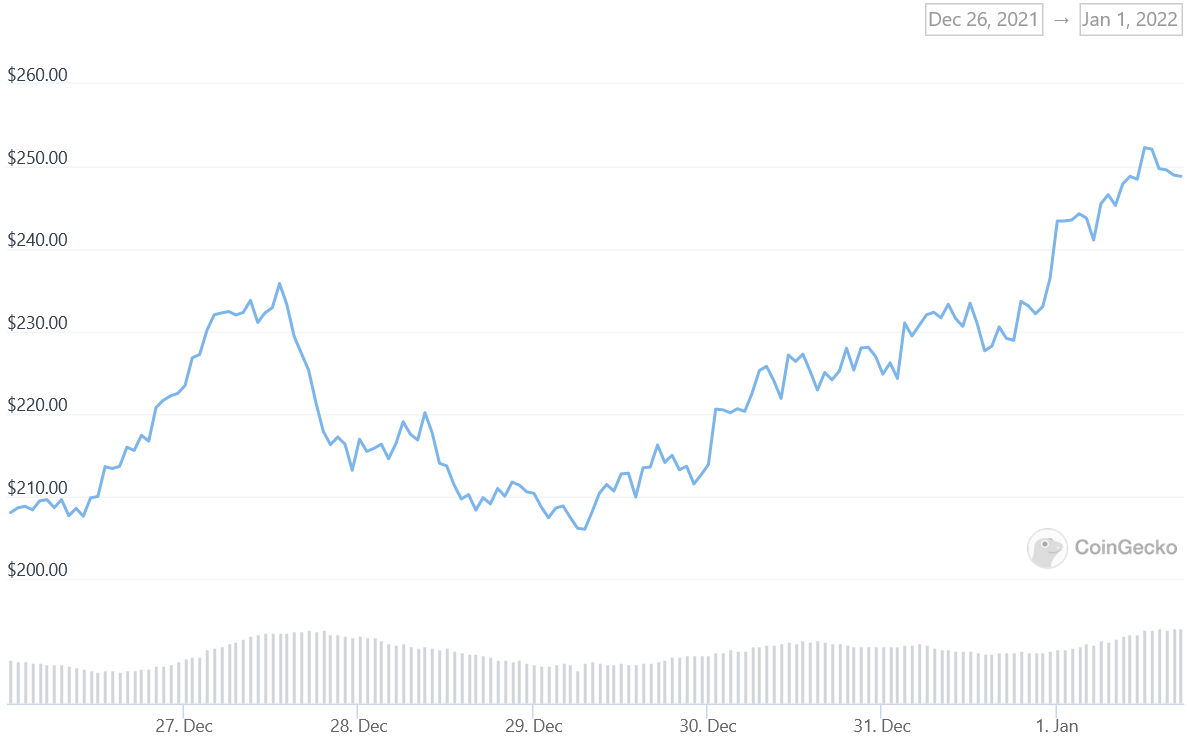 Dec 26, 2021 → Jan 1, 2022
$260.00
$250.00
$240.00
$230.00
$220.00
$210.00
$200.00
CoinGecko
27. Dec 28. Dec 29. Dec 30. Dec 31. Dec 1. Jan